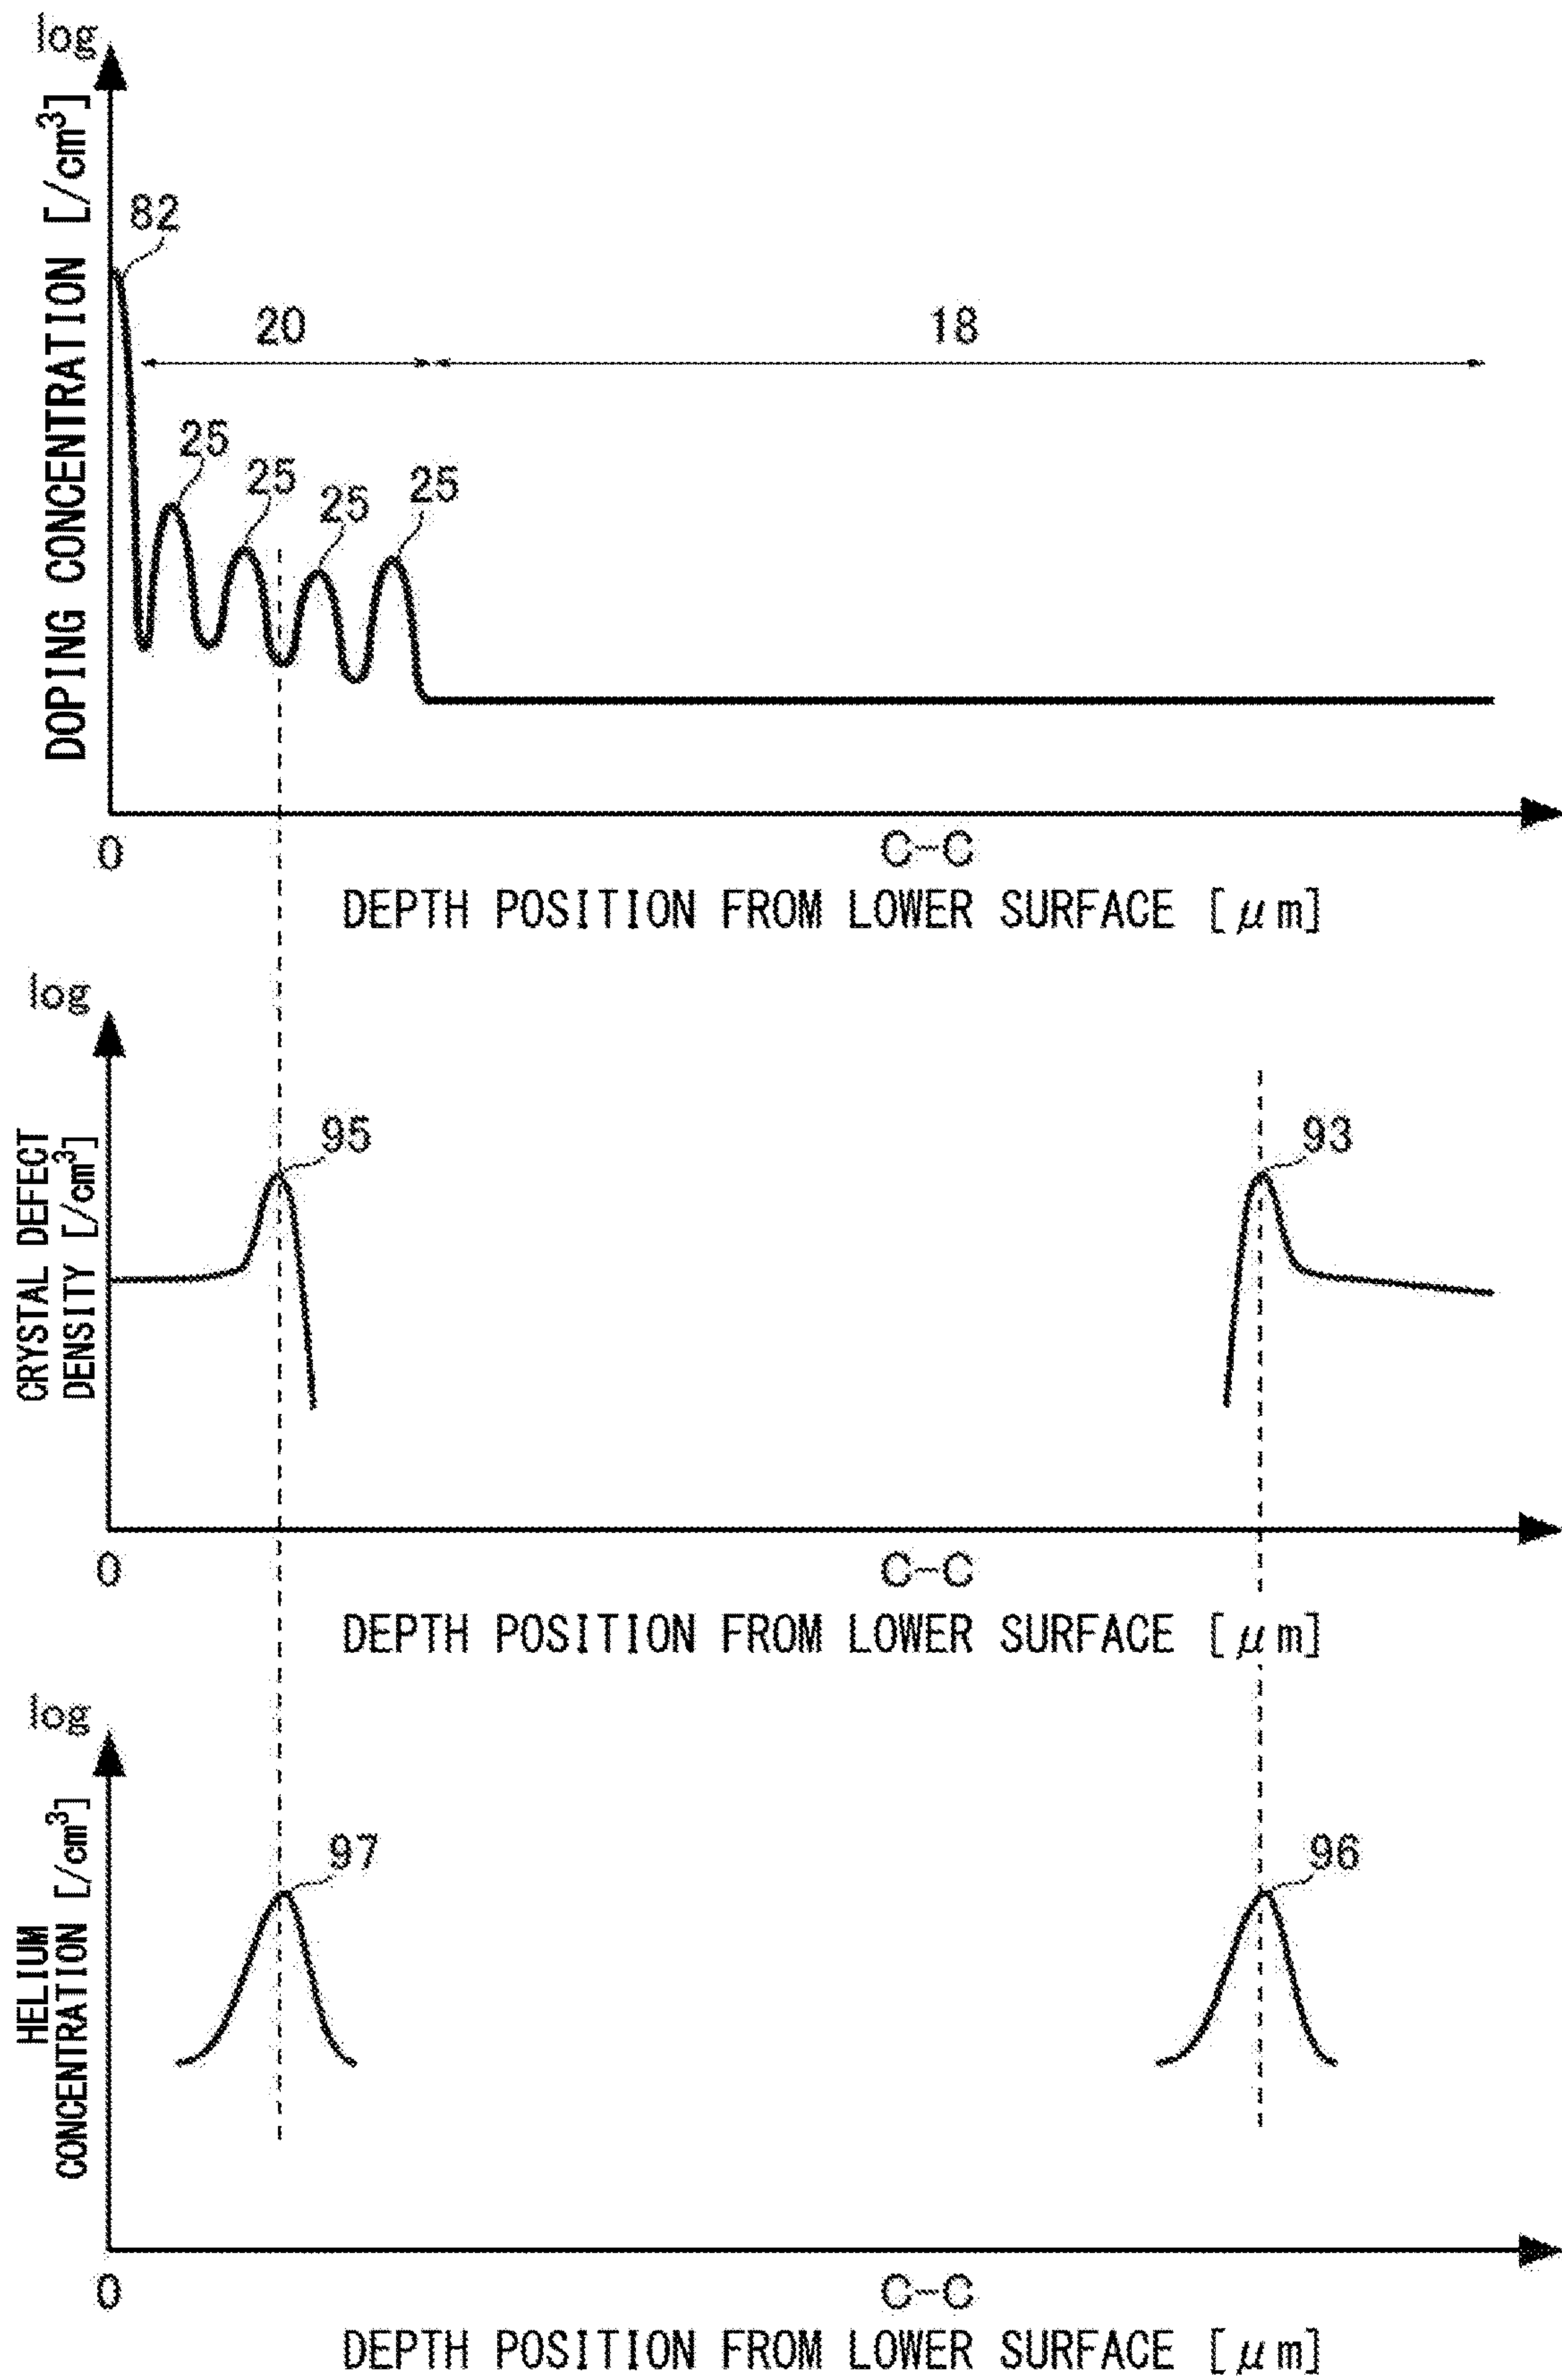 log
DOPING CONCENTRATION [/cm³]
82
20
18
25
25
25
25
0
C-C
DEPTH POSITION FROM LOWER SURFACE [μm]
log
CRYSTAL DEFECT
DENSITY [/cm³]
95
93
0
C-C
DEPTH POSITION FROM LOWER SURFACE [μm]
log
HELIUM
CONCENTRATION [/cm³]
97
96
0
C-C
DEPTH POSITION FROM LOWER SURFACE [μm]